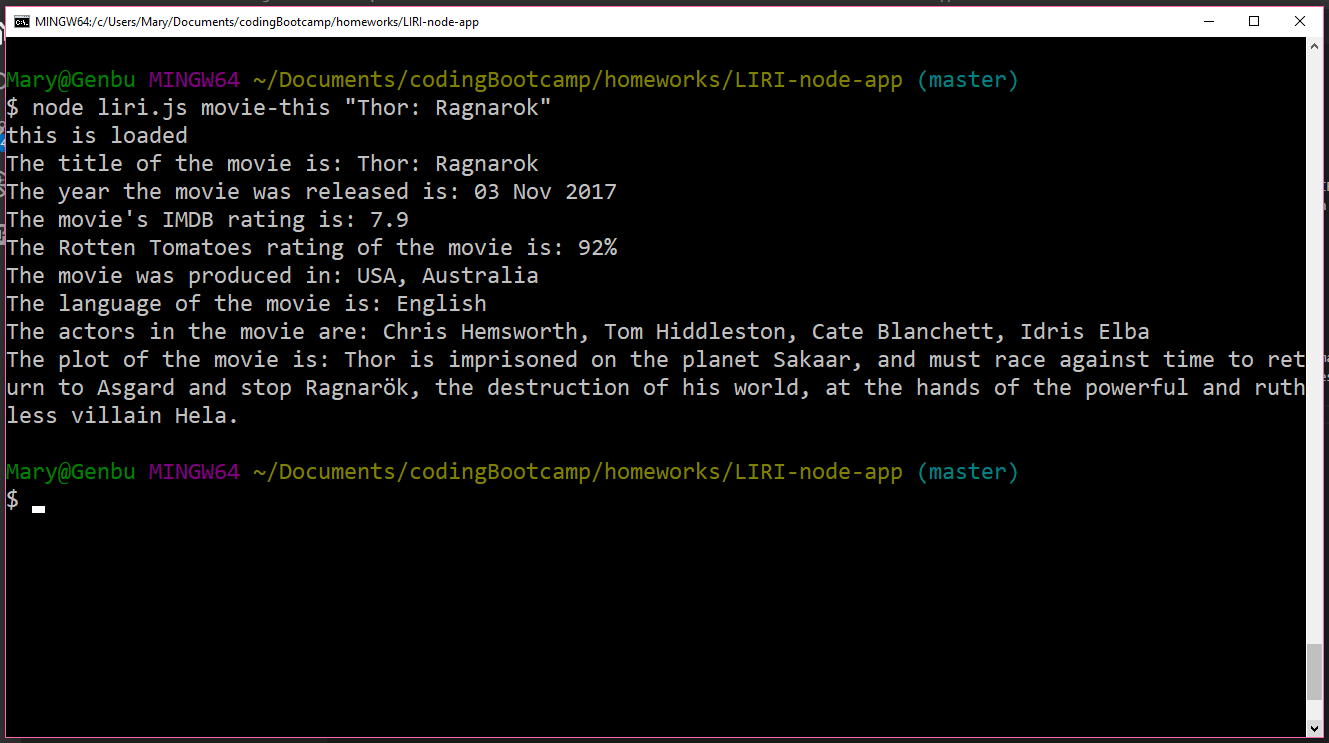 MINGW64:/c/Users/Mary/Documents/codingBootcamp/homeworks/LIRI-node-app
Mary@Genbu MINGW64 ~/Documents/codingBootcamp/homeworks/LIRI-node-app (master)
$ node liri.js movie-this "Thor: Ragnarok"
this is loaded
The title of the movie is: Thor: Ragnarok
The year the movie was released is: 03 Nov 2017
The movie's IMDB rating is: 7.9
The Rotten Tomatoes rating of the movie is: 92%
The movie was produced in: USA, Australia
The language of the movie is: English
The actors in the movie are: Chris Hemsworth, Tom Hiddleston, Cate Blanchett, Idris Elba
The plot of the movie is: Thor is imprisoned on the planet Sakaar, and must race against time to ret
urn to Asgard and stop Ragnarök, the destruction of his world, at the hands of the powerful and ruth
less villain Hela.
Mary@Genbu MINGW64 ~/Documents/codingBootcamp/homeworks/LIRI-node-app (master)
$